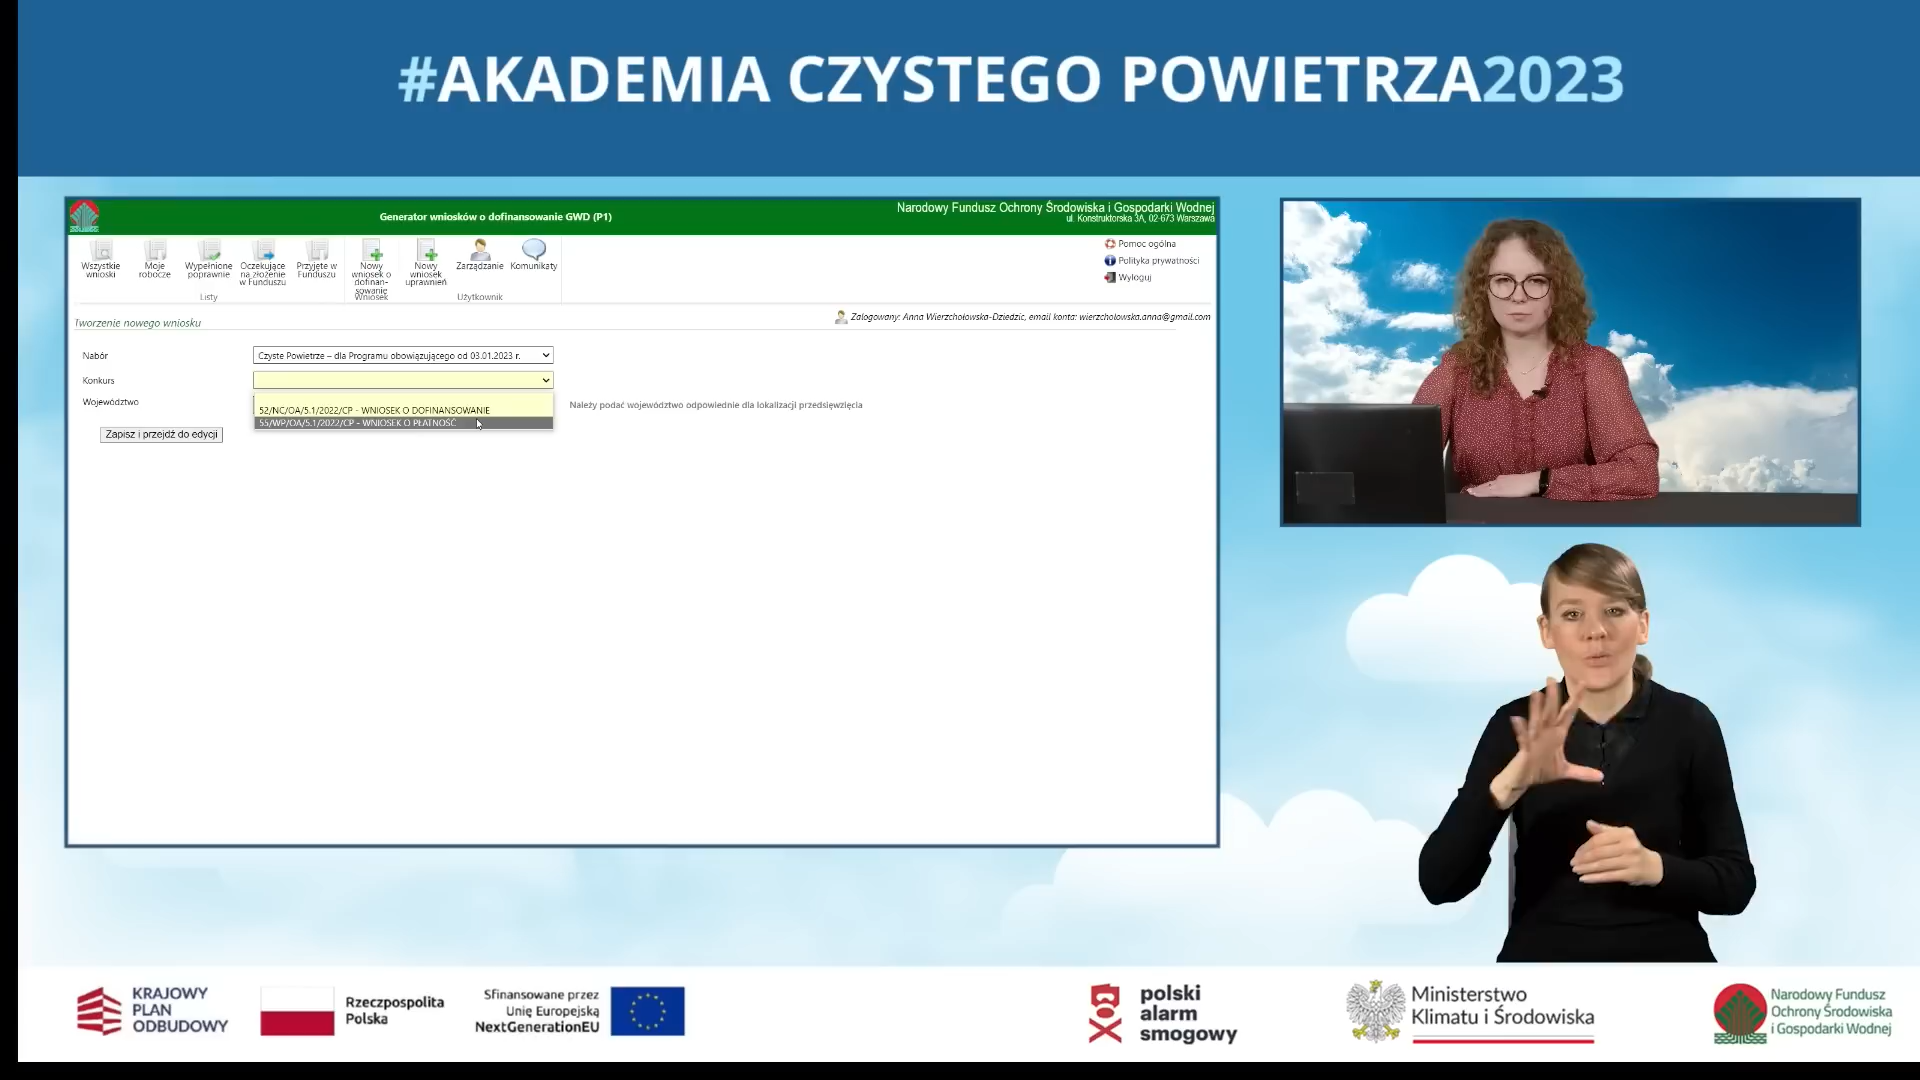 #AKADEMIA CZYSTEGO POWIETRZA2023
Generator wniosków o dofinansowanie GWD (P1)
Narodowy Fundusz Ochrony Środowiska i Gospodarki Wodnej
ul. Konstruktorska 3A, 02-673 Warszawa
Wszystkie
wnioski
Moje
robocze
Wypełnione
poprawnie
Oczekujące
na złożenie
w Funduszu
Przyjęte w
Funduszu
Listy
Nowy
wniosek o
dofinan-
sowanie
Wniosek
Nowy
wniosek
uprawnień
Zarządzanie
Komunikaty
Użytkownik
Pomoc ogólna
Polityka prywatności
Wyloguj
Tworzenie nowego wniosku
Zalogowany: Anna Wierzchołowska-Dziedzic, email konta: wierzcholowska.anna@gmail.com
Nabór
Czyste Powietrze – dla Programu obowiązującego od 03.01.2023 r.
Konkurs
Województwo
Należy podać województwo odpowiednie dla lokalizacji przedsięwzięcia
52/NC/OA/5.1/2022/CP - WNIOSEK O DOFINANSOWANIE
55/WP/OA/5.1/2022/CP - WNIOSEK O PŁATNOŚĆ
Zapisz i przejdź do edycji
KRAJOWY
PLAN
ODBUDOWY
Rzeczpospolita
Polska
Sfinansowane przez
Unię Europejską
NextGenerationEU
polski
alarm
smogowy
Ministerstwo
Klimatu i Środowiska
Narodowy Fundusz
Ochrony Środowiska
i Gospodarki Wodnej